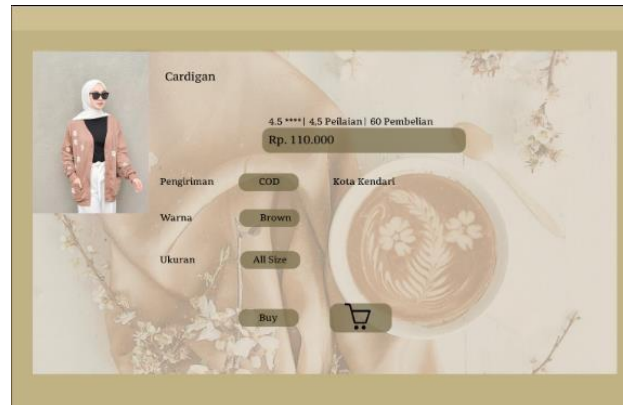 Cardigan
4.5 ****| 4,5 Peilaian| 60 Pembelian
Rp. 110.000
Pengiriman COD Kota Kendari
Warna Brown
Ukuran All Size
Buy